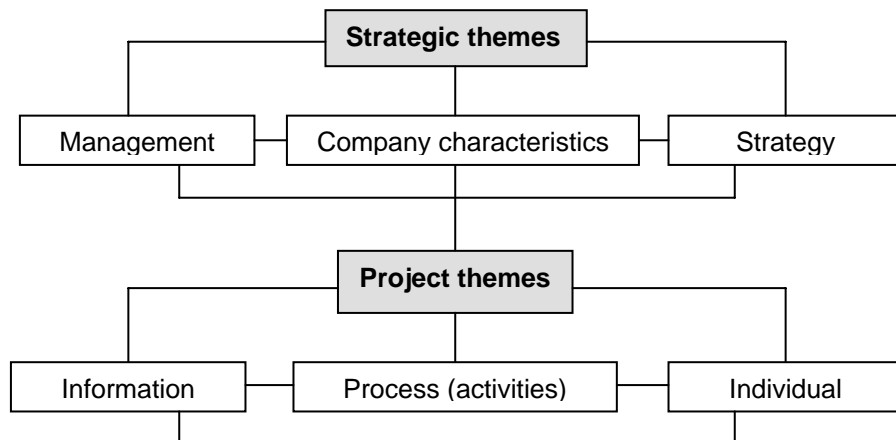 Strategic themes
Management
Company characteristics
Strategy
Project themes
Information
Process (activities)
Individual